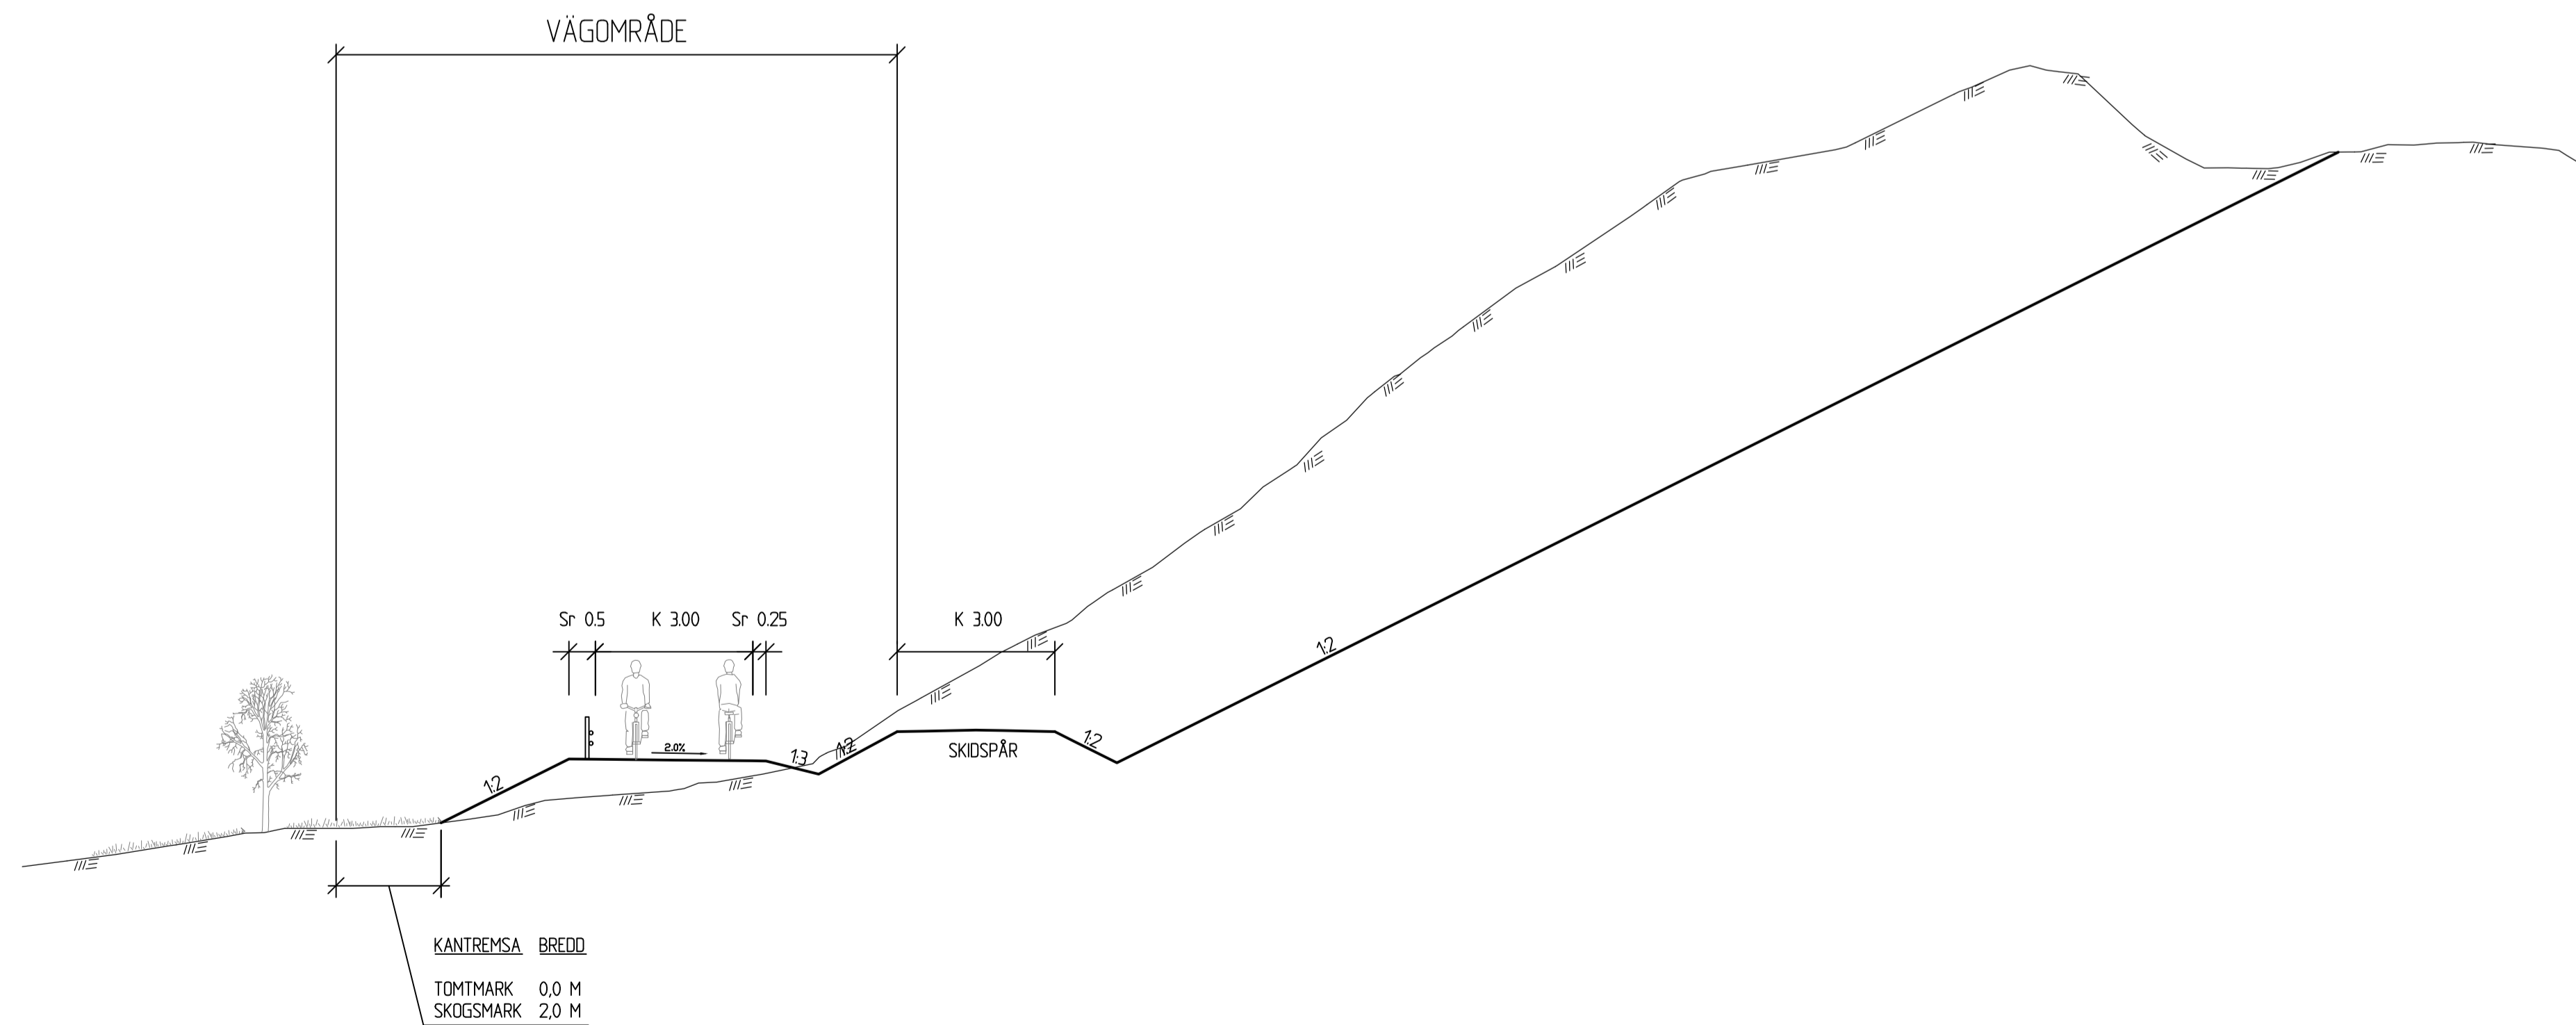 VÄGOMRÅDE
Sr 0.5 K 3.00 Sr 0.25 K 3.00
1:2
2.0%
1:3
1:2
SKIDSPÅR
1:2
1:2
KANTREMSA BREDD
TOMTMARK 0,0 M
SKOGSMARK 2,0 M